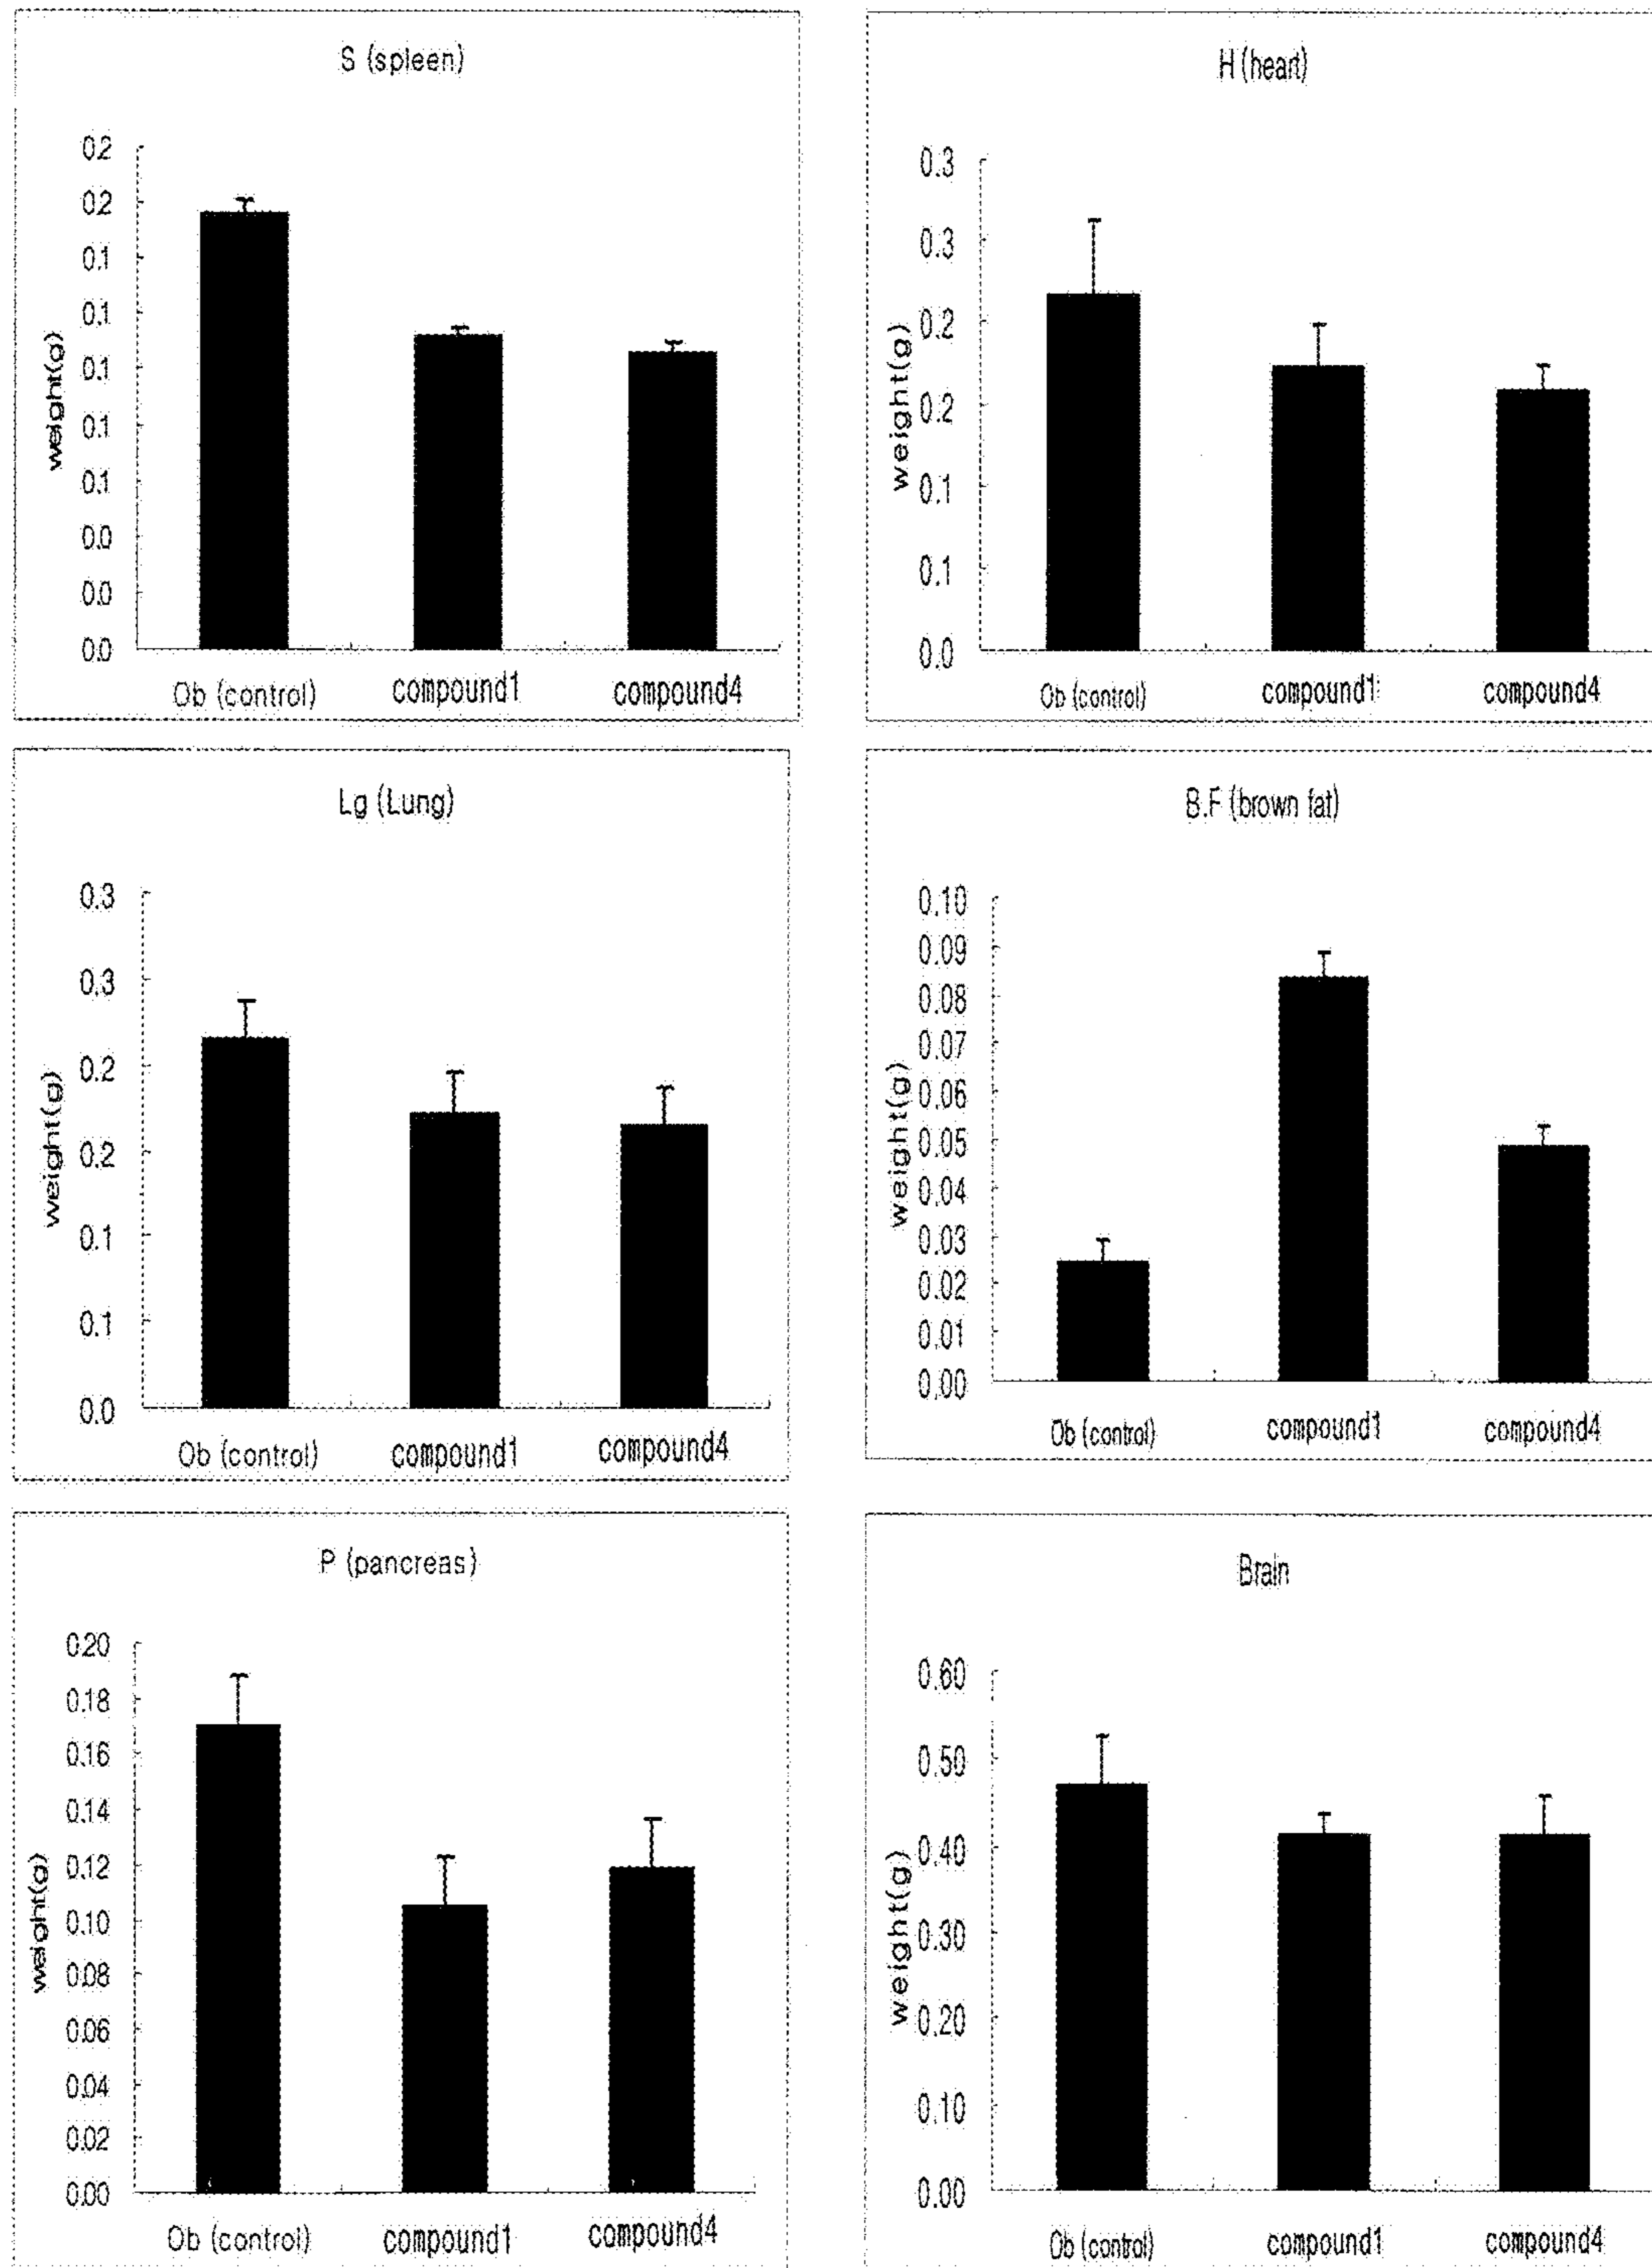 S (spleen)
0.2
0.2
0.1
0.1
0.1
0.1
0.1
0.0
0.0
0.0
weight(g)
Ob (control) compound1 compound4
H (heart)
0.3
0.3
0.2
0.2
0.1
0.1
0.0
weight(g)
Ob (control) compound1 compound4
Lg (Lung)
0.3
0.3
0.2
0.2
0.1
0.1
0.0
weight(g)
Ob (control) compound1 compound4
B.F (brown fat)
0.10
0.09
0.08
0.07
0.06
0.05
0.04
0.03
0.02
0.01
0.00
weight(g)
Ob (control) compound1 compound4
P (pancreas)
0.20
0.18
0.16
0.14
0.12
0.10
0.08
0.06
0.04
0.02
0.00
weight(g)
Ob (control) compound1 compound4
Brain
0.60
0.50
0.40
0.30
0.20
0.10
0.00
weight(g)
Ob (control) compound1 compound4